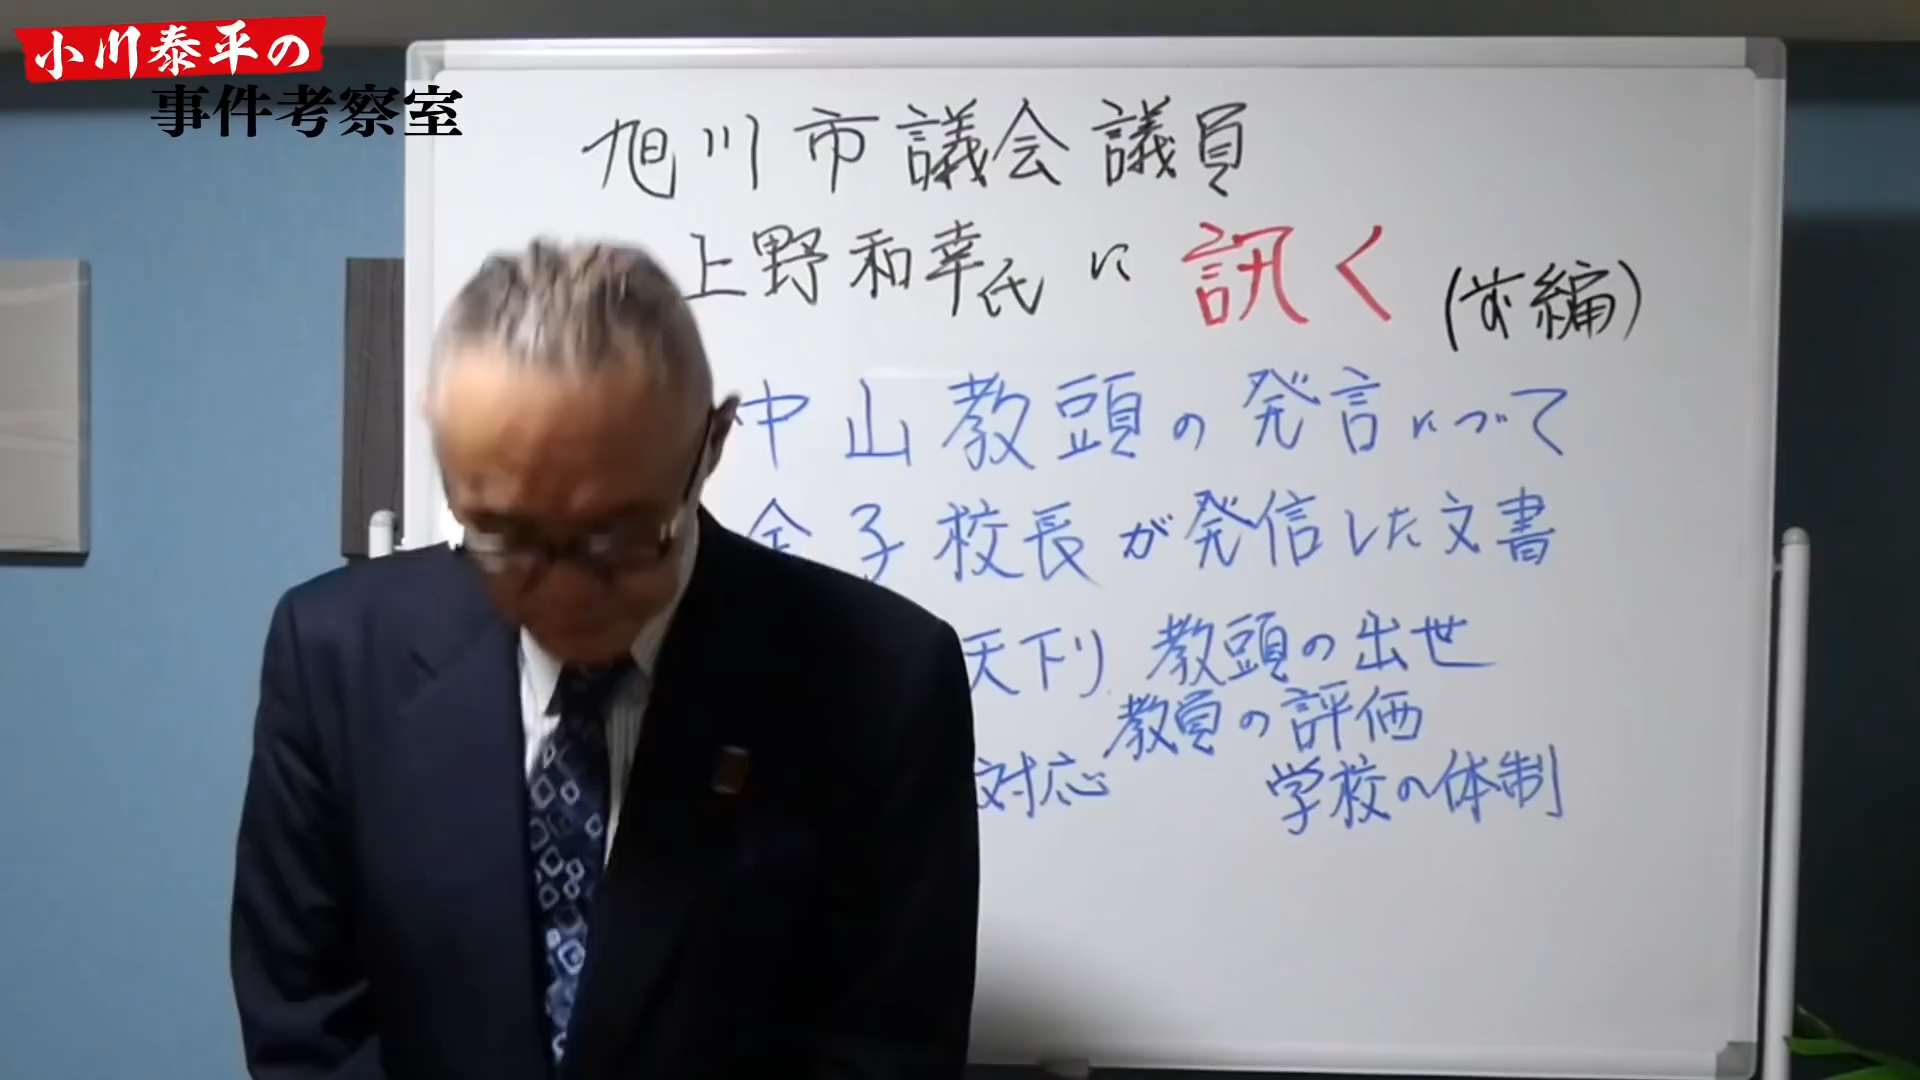 小川泰平の
事件考察室
旭川市議会議員
上野和幸氏に訊く(前編)
中山教頭の発言について
金子校長が発信した文書
天下り 教頭の出世
教員の評価
対応 学校の体制